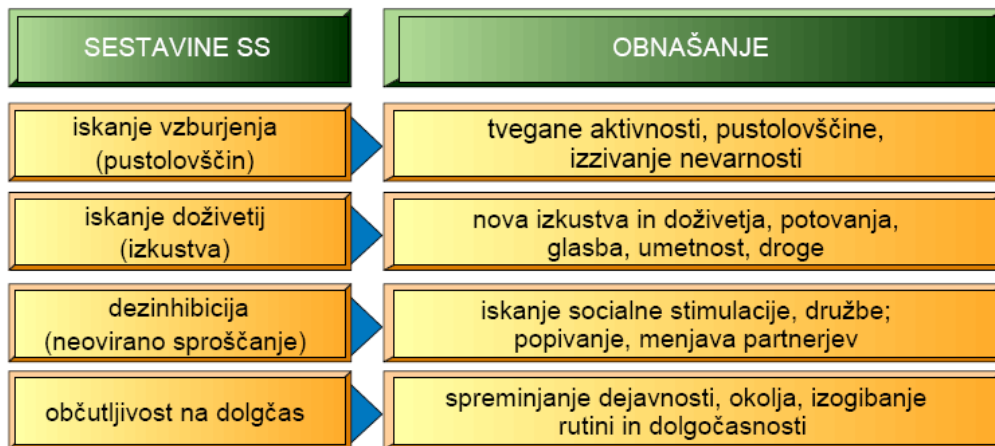 SESTAVINE SS
OBNAŠANJE
iskanje vzburjenja
(pustolovščin)
tvegane aktivnosti, pustolovščine,
izzivanje nevarnosti
iskanje doživetij
(izkustva)
nova izkustva in doživetja, potovanja,
glasba, umetnost, droge
dezinhibicija
(neovirano sproščanje)
iskanje socialne stimulacije, družbe;
popivanje, menjava partnerjev
občutljivost na dolgčas
spreminjanje dejavnosti, okolja, izogibanje
rutini in dolgočasnosti